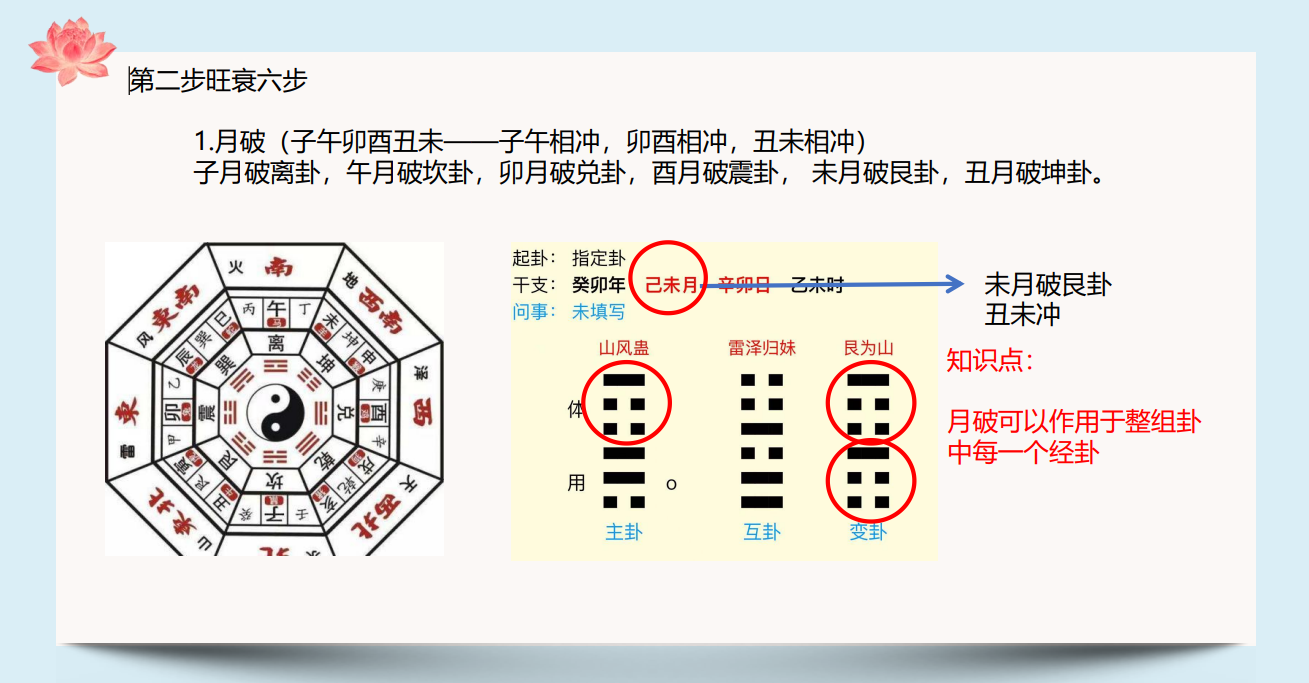 第二步旺衰六步
1.月破（子午卯酉丑未——子午相冲，卯酉相冲，丑未相冲）
子月破离卦，午月破坎卦，卯月破兑卦，酉月破震卦， 未月破艮卦，丑月破坤卦。
火 南
地 西南
泽 西
天 西北
北
山 东北
雷 東
风 東南
丙 午 丁
未 坤 申
庚 酉 辛
戌 乾 亥
壬 子 癸
丑 艮 寅
甲 卯 乙
辰 巽 巳
离
坤
兑
乾
坎
艮
震
巽
起卦： 指定卦
干支： 癸卯年 己未月 辛卯日 乙未时
问事： 未填写
山风蛊 雷泽归妹 艮为山
体
用 o
主卦 互卦 变卦
未月破艮卦
丑未冲
知识点：
月破可以作用于整组卦
中每一个经卦